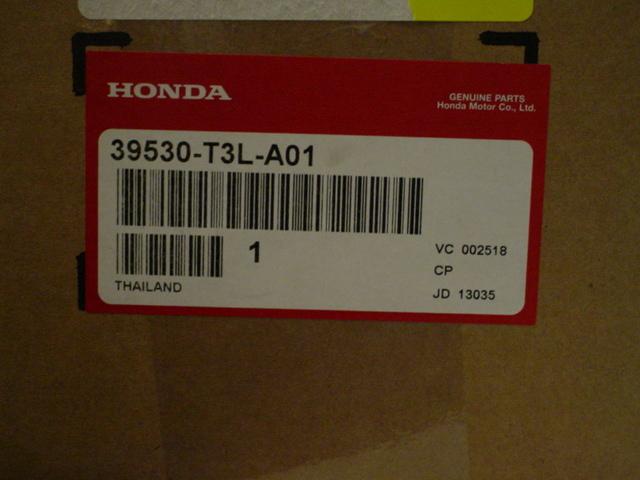 HONDA
GENUINE PARTS
Honda Motor Co., Ltd.
39530-T3L-A01
1
VC 002518
CP
THAILAND
JD 13035